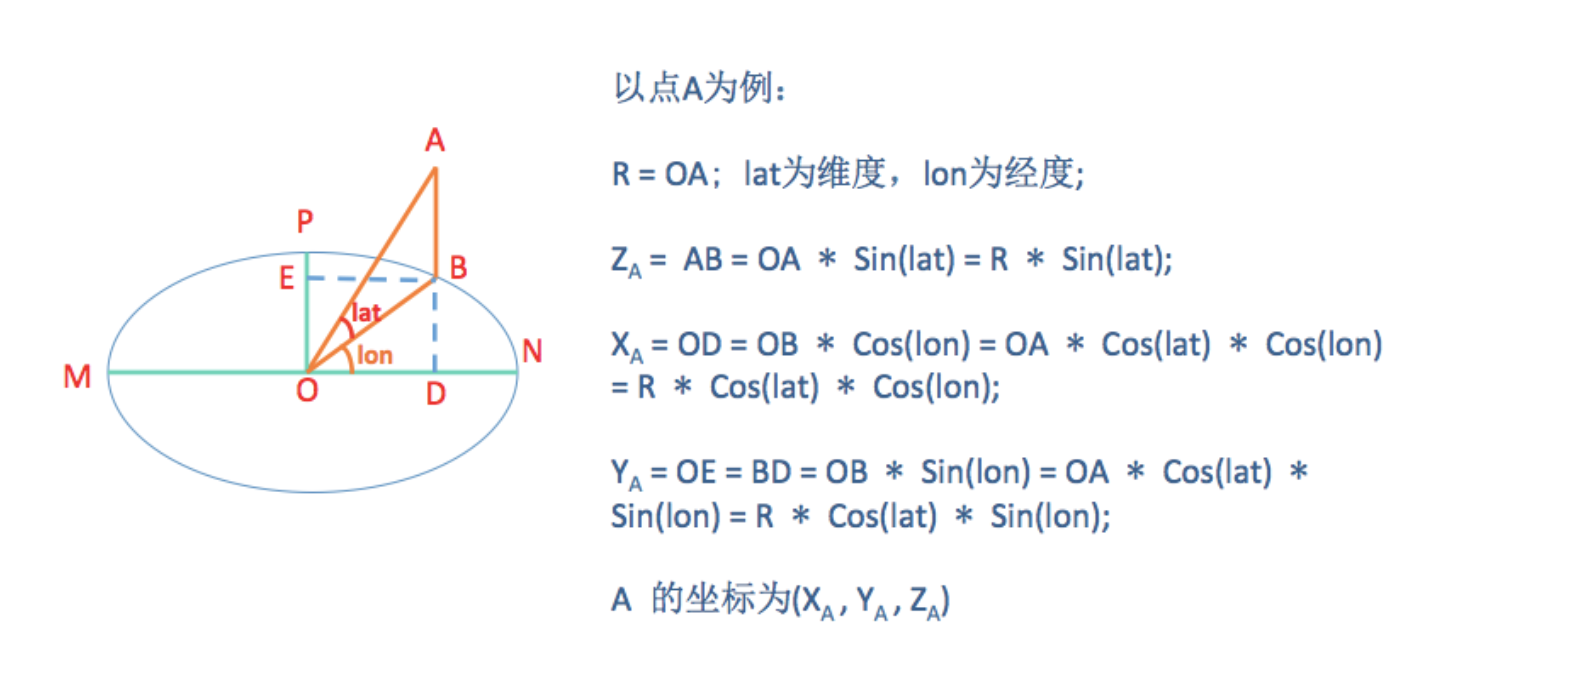 A
P
E
B
lat
lon
M
N
O
D
以点A为例：
R = OA；lat为维度，lon为经度;
Z_A = AB = OA * Sin(lat) = R * Sin(lat);
X_A = OD = OB * Cos(lon) = OA * Cos(lat) * Cos(lon)
= R * Cos(lat) * Cos(lon);
Y_A = OE = BD = OB * Sin(lon) = OA * Cos(lat) *
Sin(lon) = R * Cos(lat) * Sin(lon);
A 的坐标为(X_A , Y_A , Z_A)